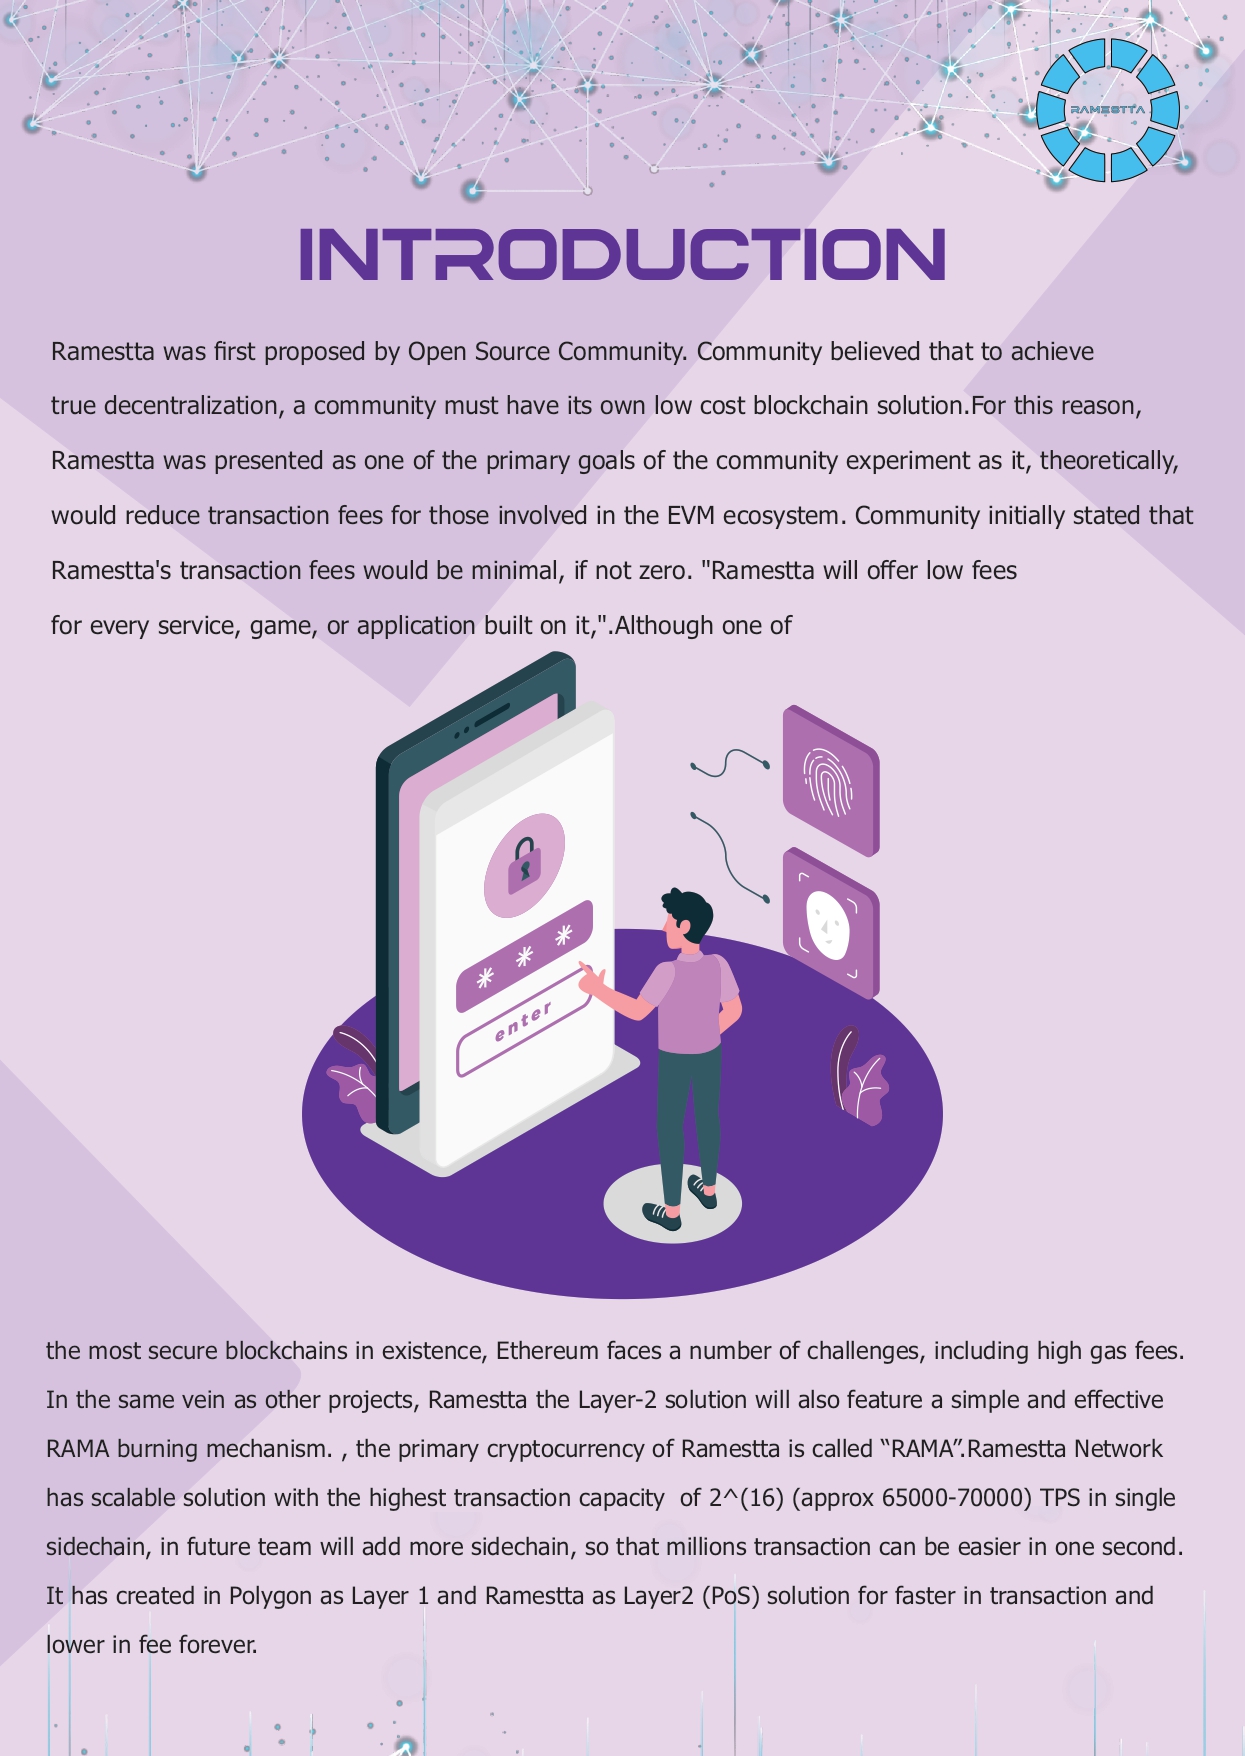 RAMESTTA
INTRODUCTION
Ramestta was first proposed by Open Source Community. Community believed that to achieve
true decentralization, a community must have its own low cost blockchain solution.For this reason,
Ramestta was presented as one of the primary goals of the community experiment as it, theoretically,
would reduce transaction fees for those involved in the EVM ecosystem. Community initially stated that
Ramestta's transaction fees would be minimal, if not zero. "Ramestta will offer low fees
for every service, game, or application built on it,".Although one of
* * *
enter
the most secure blockchains in existence, Ethereum faces a number of challenges, including high gas fees.
In the same vein as other projects, Ramestta the Layer-2 solution will also feature a simple and effective
RAMA burning mechanism. , the primary cryptocurrency of Ramestta is called “RAMA”.Ramestta Network
has scalable solution with the highest transaction capacity  of 2^(16) (approx 65000-70000) TPS in single
sidechain, in future team will add more sidechain, so that millions transaction can be easier in one second.
It has created in Polygon as Layer 1 and Ramestta as Layer2 (PoS) solution for faster in transaction and
lower in fee forever.